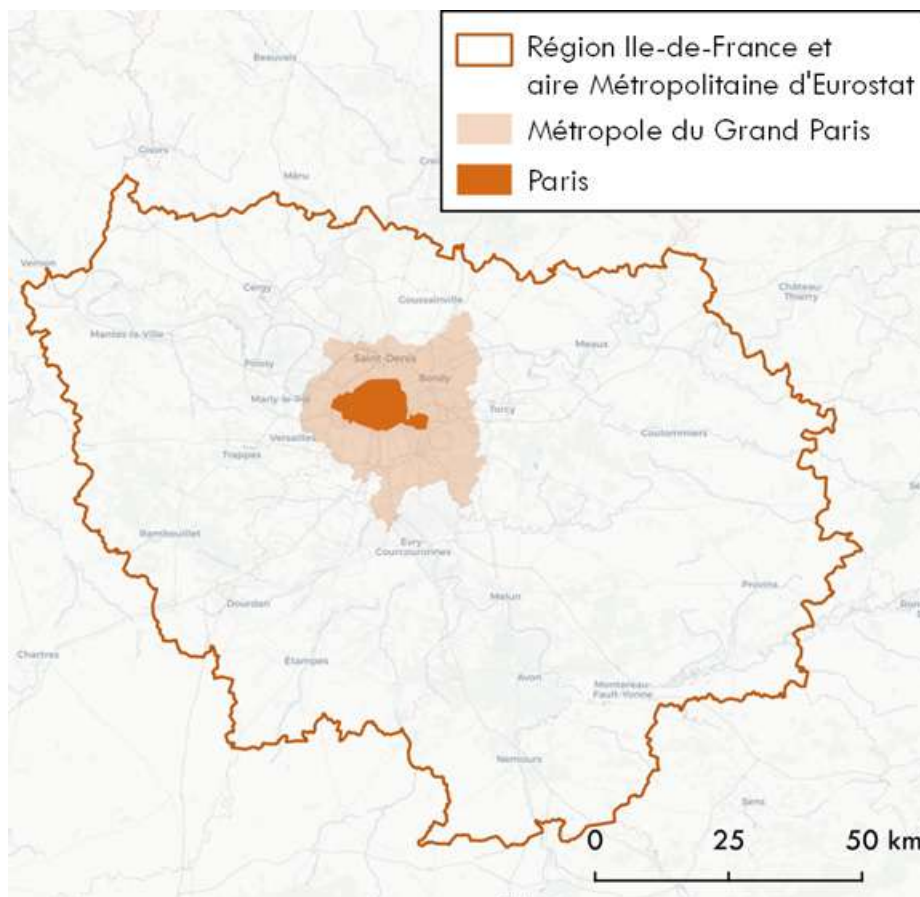 Région Ile-de-France et
aire Métropolitaine d'Eurostat
Métropole du Grand Paris
Paris
Beauvais
Gisors
Méru
Vernon
Cergy
Goussainville
Château-
Thierry
Mantes-la-Ville
Poissy
Saint-Denis
Meaux
Bondy
Marly-le-Roi
Torcy
Versailles
Coulommiers
Trappes
Rambouillet
Evry-
Courcouronnes
Melun
Provins
Dourdan
Chartres
Étampes
Avon
Montereau-
Fault-Yonne
Nemours
Sens
0 25 50 km